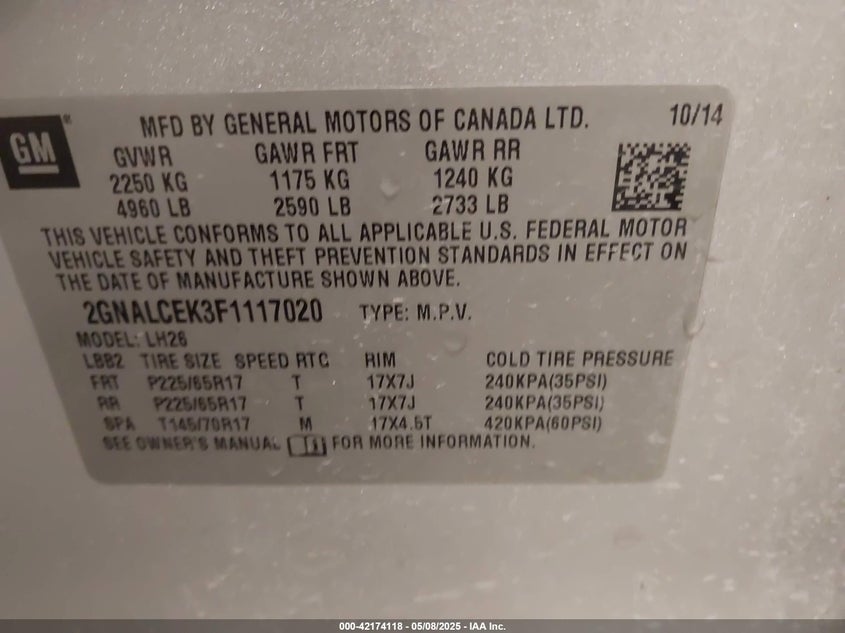 GM®
MFD BY GENERAL MOTORS OF CANADA LTD. 10/14
GVWR GAWR FRT GAWR RR
2250 KG 1175 KG 1240 KG
4960 LB 2590 LB 2733 LB
THIS VEHICLE CONFORMS TO ALL APPLICABLE U.S. FEDERAL MOTOR
VEHICLE SAFETY AND THEFT PREVENTION STANDARDS IN EFFECT ON
THE DATE OF MANUFACTURE SHOWN ABOVE.
2GNALCEK3F1117020 TYPE: M.P.V.
MODEL: LH26
LBB2 TIRE SIZE SPEED RTG RIM COLD TIRE PRESSURE
FRT P225/65R17 T 17X7J 240KPA(35PSI)
RR P225/65R17 T 17X7J 240KPA(35PSI)
SPA T145/70R17 M 17X4.5T 420KPA(60PSI)
SEE OWNER'S MANUAL FOR MORE INFORMATION.
000-42174118 - 05/08/2025 - IAA Inc.